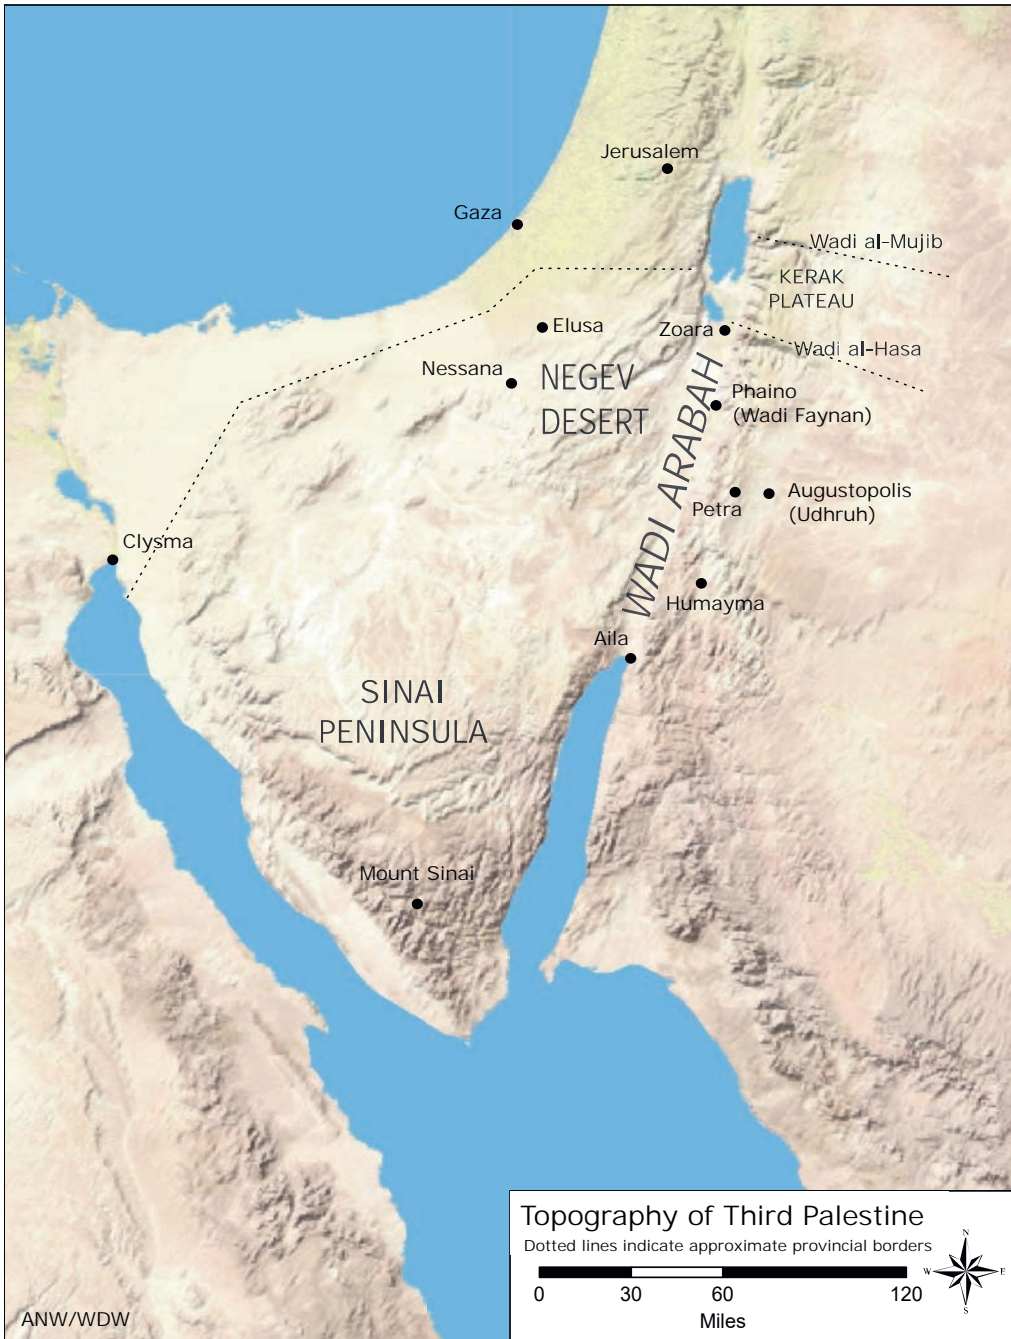 Jerusalem
Gaza
Wadi al-Mujib
KERAK
PLATEAU
Elusa
Zoara
Wadi al-Hasa
Nessana
NEGEV
DESERT
Phaino
(Wadi Faynan)
WADI ARABAH
Petra
Augustopolis
(Udhruh)
Clysma
Humayma
Aila
SINAI
PENINSULA
Mount Sinai
Topography of Third Palestine
Dotted lines indicate approximate provincial borders
N
W E
S
0 30 60 120
Miles
ANW/WDW